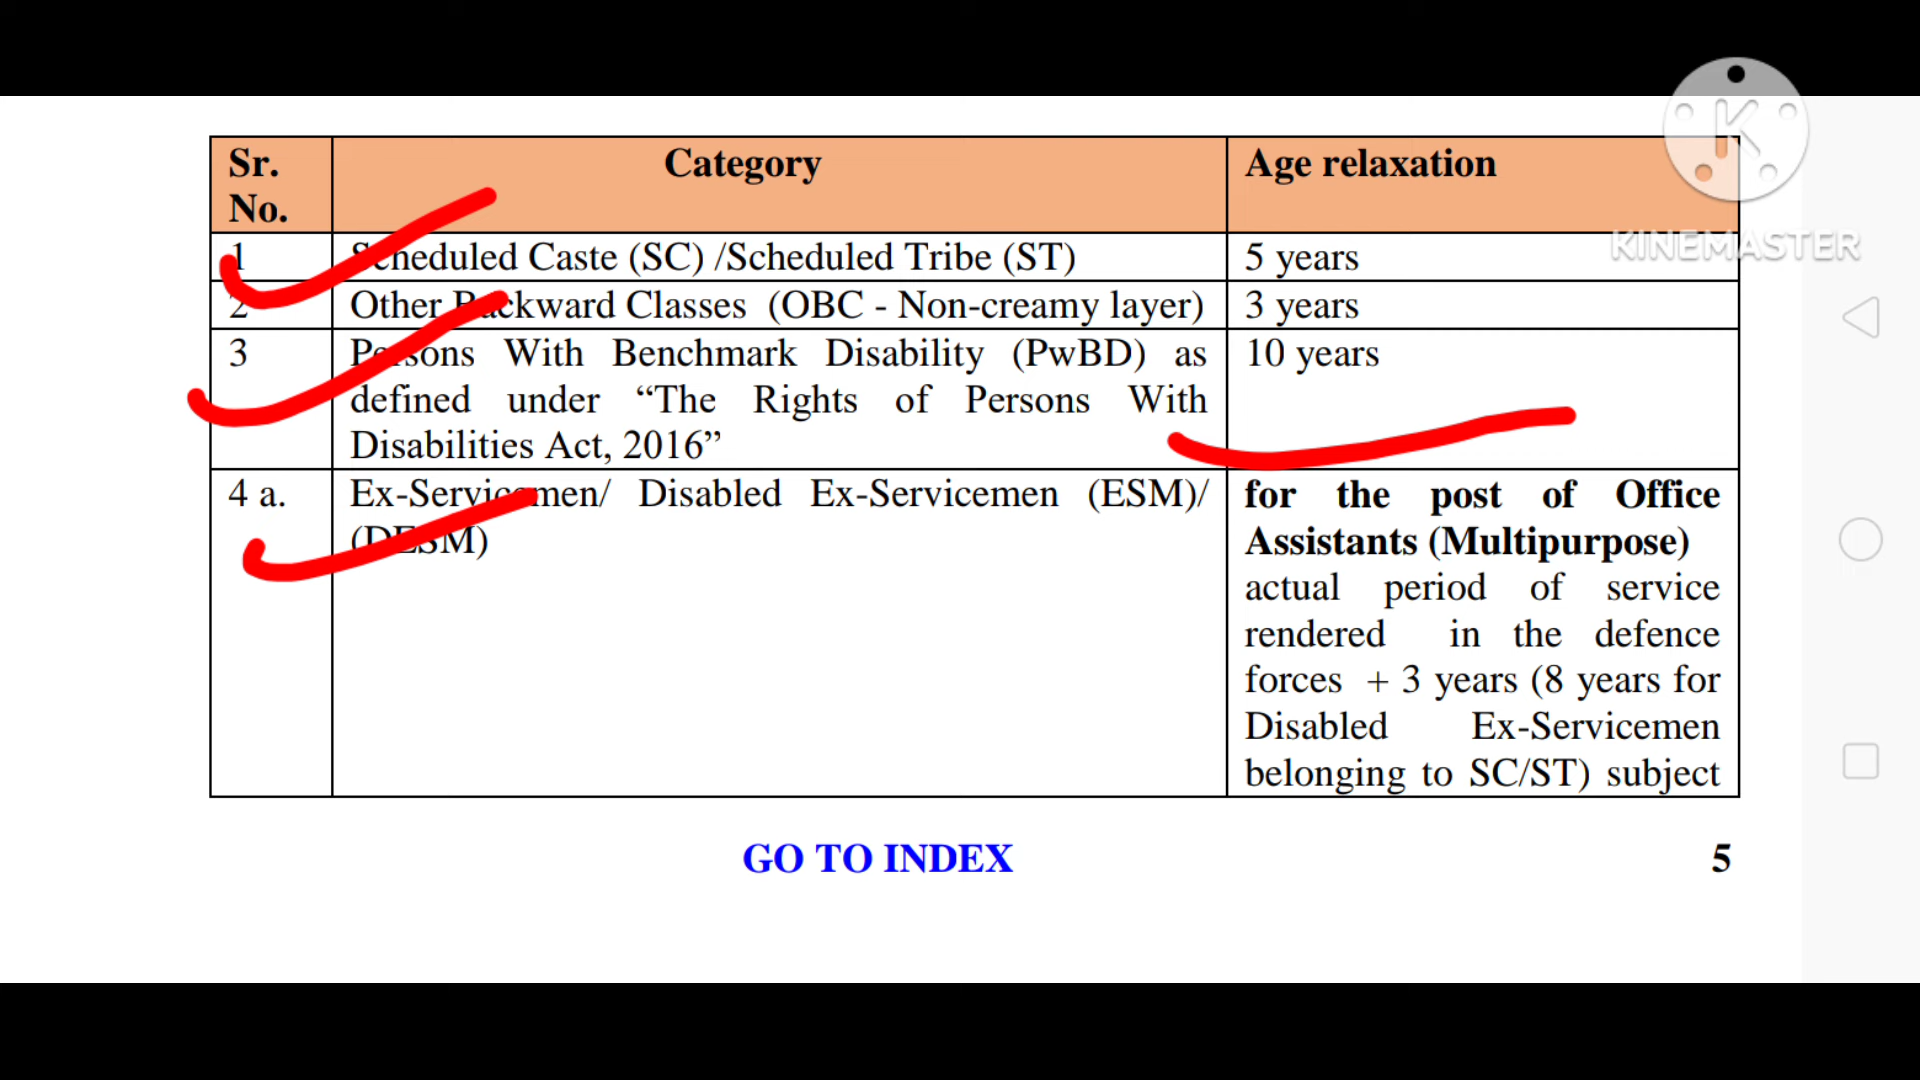 Sr. No.
Category
Age relaxation
1
Scheduled Caste (SC) /Scheduled Tribe (ST)
5 years
2
Other Backward Classes (OBC - Non-creamy layer)
3 years
3
Persons With Benchmark Disability (PwBD) as
defined under “The Rights of Persons With
Disabilities Act, 2016”
10 years
4 a.
Ex-Servicemen/ Disabled Ex-Servicemen (ESM)/
(DESM)
for the post of Office
Assistants (Multipurpose)
actual period of service
rendered in the defence
forces + 3 years (8 years for
Disabled Ex-Servicemen
belonging to SC/ST) subject
GO TO INDEX
5
K
KINEMASTER